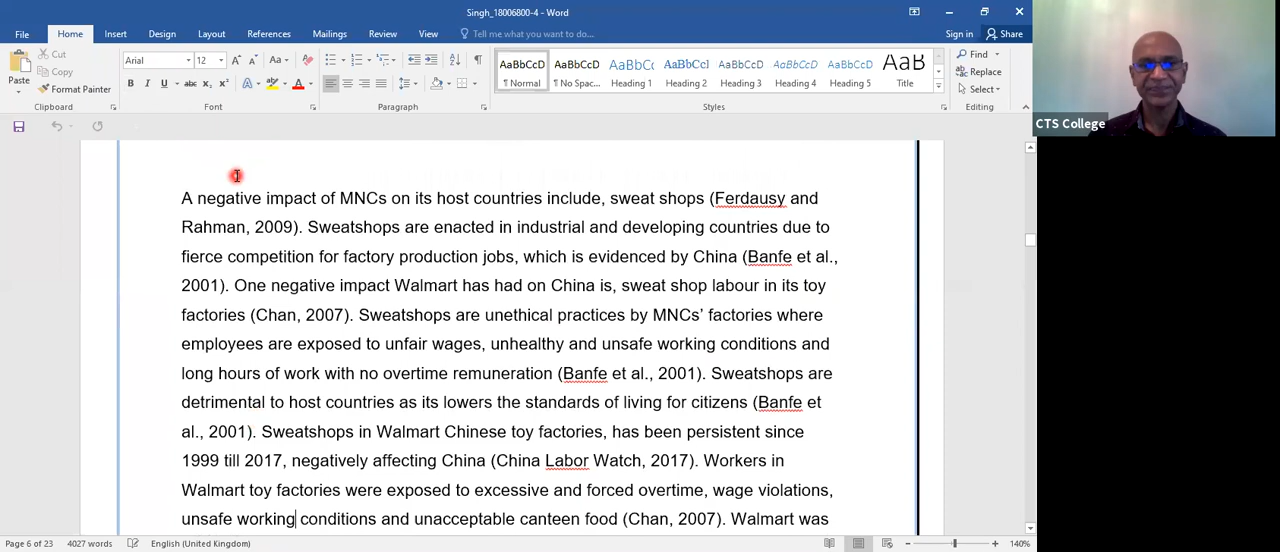 Singh_18006800-4 - Word
File Home Insert Design Layout References Mailings Review View Tell me what you want to do... Sign in Share
Paste
Cut
Copy
Format Painter
Clipboard
Arial 12
Font
Paragraph
AaBbCcD AaBbCcD AaBbCcD AaBbCcI AaBbCcD AaBbCcD AaBbCcD AaB
¶ Normal ¶ No Spac... Heading 1 Heading 2 Heading 3 Heading 4 Heading 5 Title
Styles
Find
Replace
Select
Editing
CTS College
A negative impact of MNCs on its host countries include, sweat shops (Ferdausy and
Rahman, 2009). Sweatshops are enacted in industrial and developing countries due to
fierce competition for factory production jobs, which is evidenced by China (Banfe et al.,
2001). One negative impact Walmart has had on China is, sweat shop labour in its toy
factories (Chan, 2007). Sweatshops are unethical practices by MNCs’ factories where
employees are exposed to unfair wages, unhealthy and unsafe working conditions and
long hours of work with no overtime remuneration (Banfe et al., 2001). Sweatshops are
detrimental to host countries as its lowers the standards of living for citizens (Banfe et
al., 2001). Sweatshops in Walmart Chinese toy factories, has been persistent since
1999 till 2017, negatively affecting China (China Labor Watch, 2017). Workers in
Walmart toy factories were exposed to excessive and forced overtime, wage violations,
unsafe working conditions and unacceptable canteen food (Chan, 2007). Walmart was
Page 6 of 23 4027 words English (United Kingdom) 140%